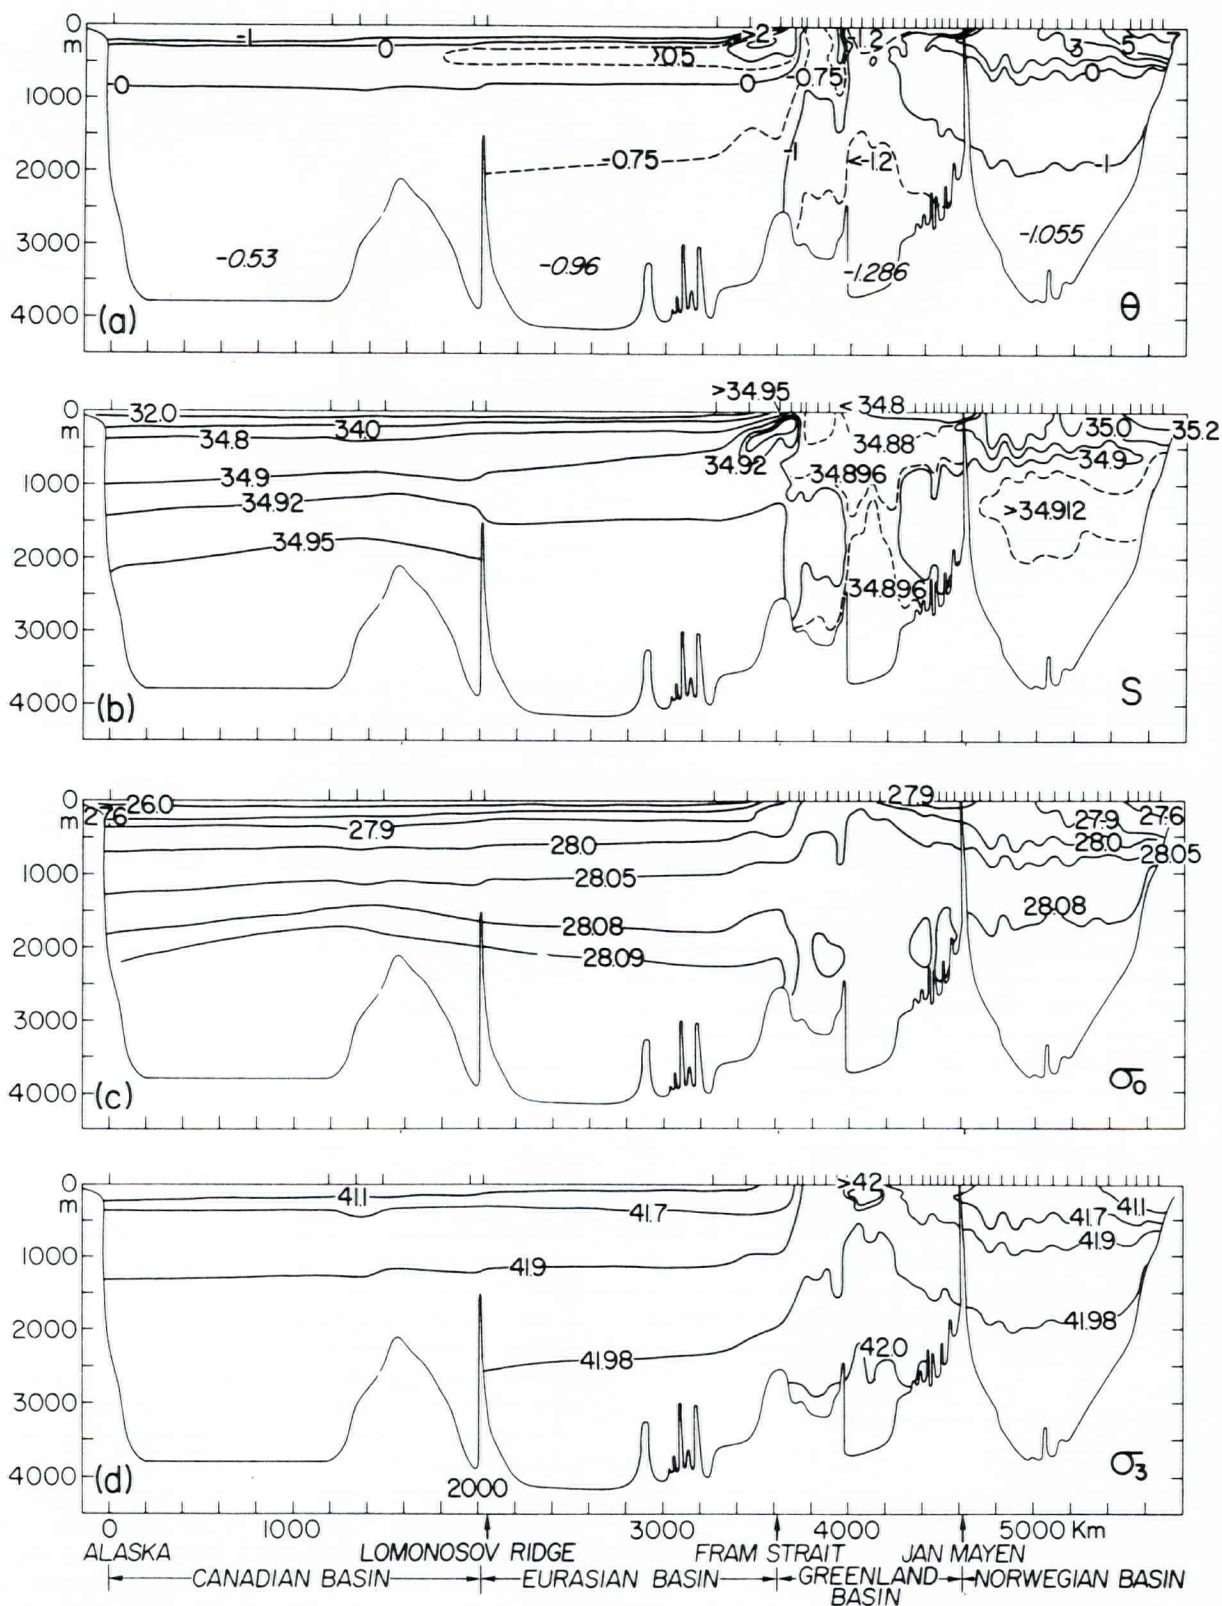 0 -1 >2 1.2 3 5 7
m 0 >0.5 0
1000 0 0 -0.75
-0.75 -1 <-1.2 -1
2000
3000 -0.53 -0.96 -1.286 -1.055
4000 (a) θ
>34.95 <34.8
0 32.0
m 34.8 34.0 34.88 35.0 35.2
34.9 34.92 34.896 34.9
1000
34.92 >34.912
34.95
2000
34.896
3000
4000 (b) S
0 26.0 27.9
m 27.6 27.9 27.9 27.6
28.0 28.0
1000 28.05 28.05
28.08 28.08
2000 28.09
3000
4000 (c) σ₀
0 41.1 >42 41.1
m 41.7 41.7
1000 41.9 41.9
2000 41.98 41.98
42.0
3000
4000 (d) σ₃
2000
0 1000 3000 4000 5000 Km
ALASKA LOMONOSOV RIDGE FRAM STRAIT JAN MAYEN
CANADIAN BASIN EURASIAN BASIN GREENLAND BASIN NORWEGIAN BASIN